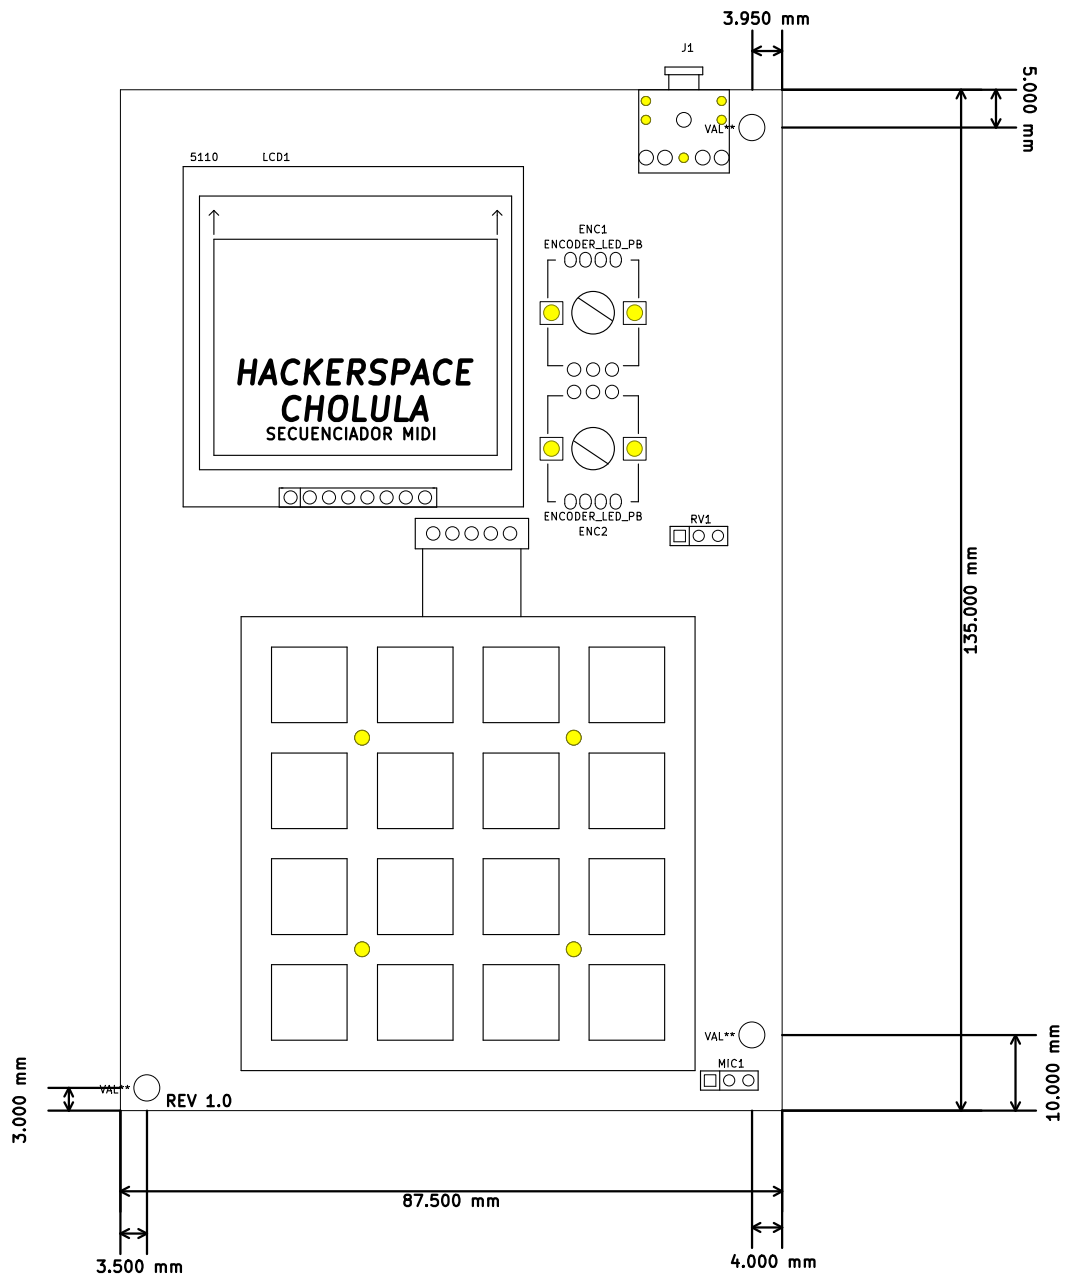 3.950 mm
J1
5.000 mm
VAL**
5110 LCD1
ENC1
ENCODER_LED_PB
HACKERSPACE
CHOLULA
SECUENCIADOR MIDI
ENCODER_LED_PB
ENC2
RV1
135.000 mm
VAL**
MIC1
10.000 mm
VAL**
REV 1.0
3.000 mm
87.500 mm
3.500 mm
4.000 mm